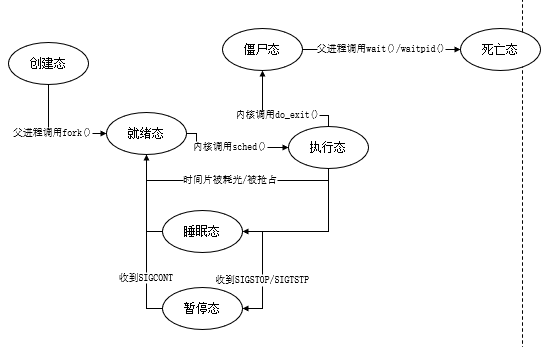 僵尸态
父进程调用wait()/waitpid()
死亡态
创建态
内核调用do_exit()
父进程调用fork()
就绪态
内核调用sched()
执行态
时间片被耗光/被抢占
睡眠态
收到SIGCONT
收到SIGSTOP/SIGTSTP
暂停态